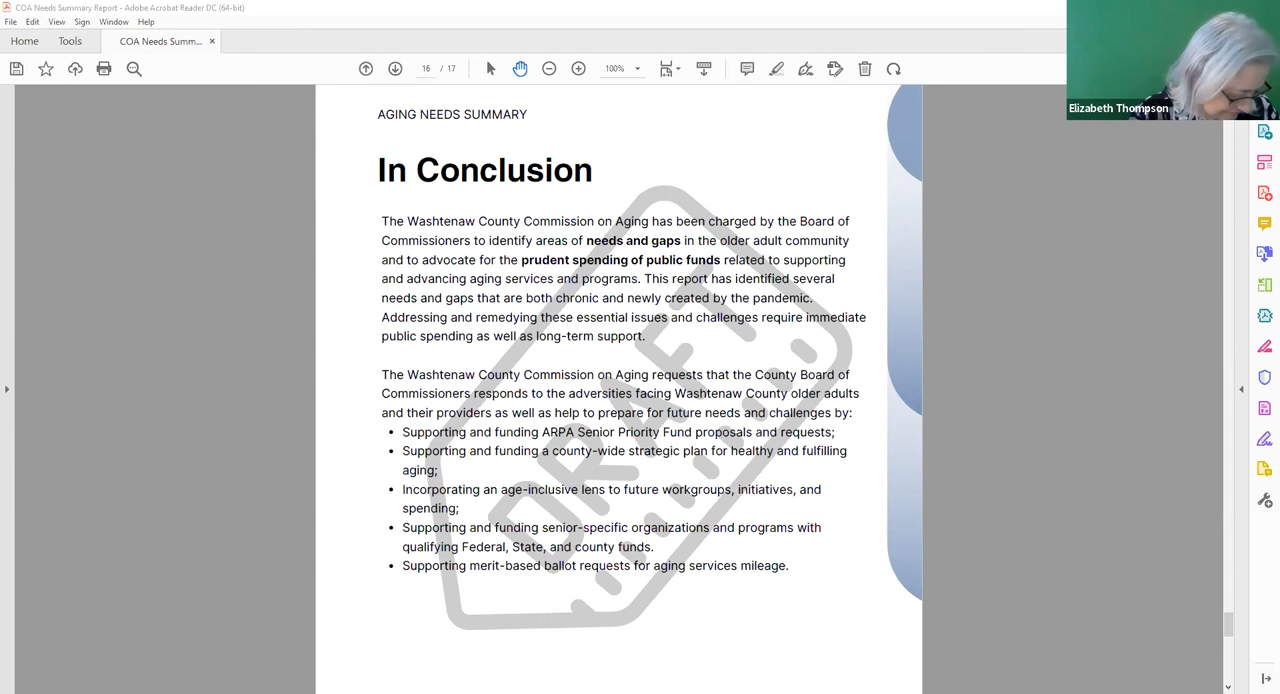 COA Needs Summary Report - Adobe Acrobat Reader DC (64-bit)
File Edit View Sign Window Help
Home Tools COA Needs Summ... ×
16 / 17 100%
Elizabeth Thompson
AGING NEEDS SUMMARY
In Conclusion
The Washtenaw County Commission on Aging has been charged by the Board of
Commissioners to identify areas of needs and gaps in the older adult community
and to advocate for the prudent spending of public funds related to supporting
and advancing aging services and programs. This report has identified several
needs and gaps that are both chronic and newly created by the pandemic.
Addressing and remedying these essential issues and challenges require immediate
public spending as well as long-term support.
The Washtenaw County Commission on Aging requests that the County Board of
Commissioners responds to the adversities facing Washtenaw County older adults
and their providers as well as help to prepare for future needs and challenges by:
• Supporting and funding ARPA Senior Priority Fund proposals and requests;
• Supporting and funding a county-wide strategic plan for healthy and fulfilling
aging;
• Incorporating an age-inclusive lens to future workgroups, initiatives, and
spending;
• Supporting and funding senior-specific organizations and programs with
qualifying Federal, State, and county funds.
• Supporting merit-based ballot requests for aging services mileage.
DRAFT